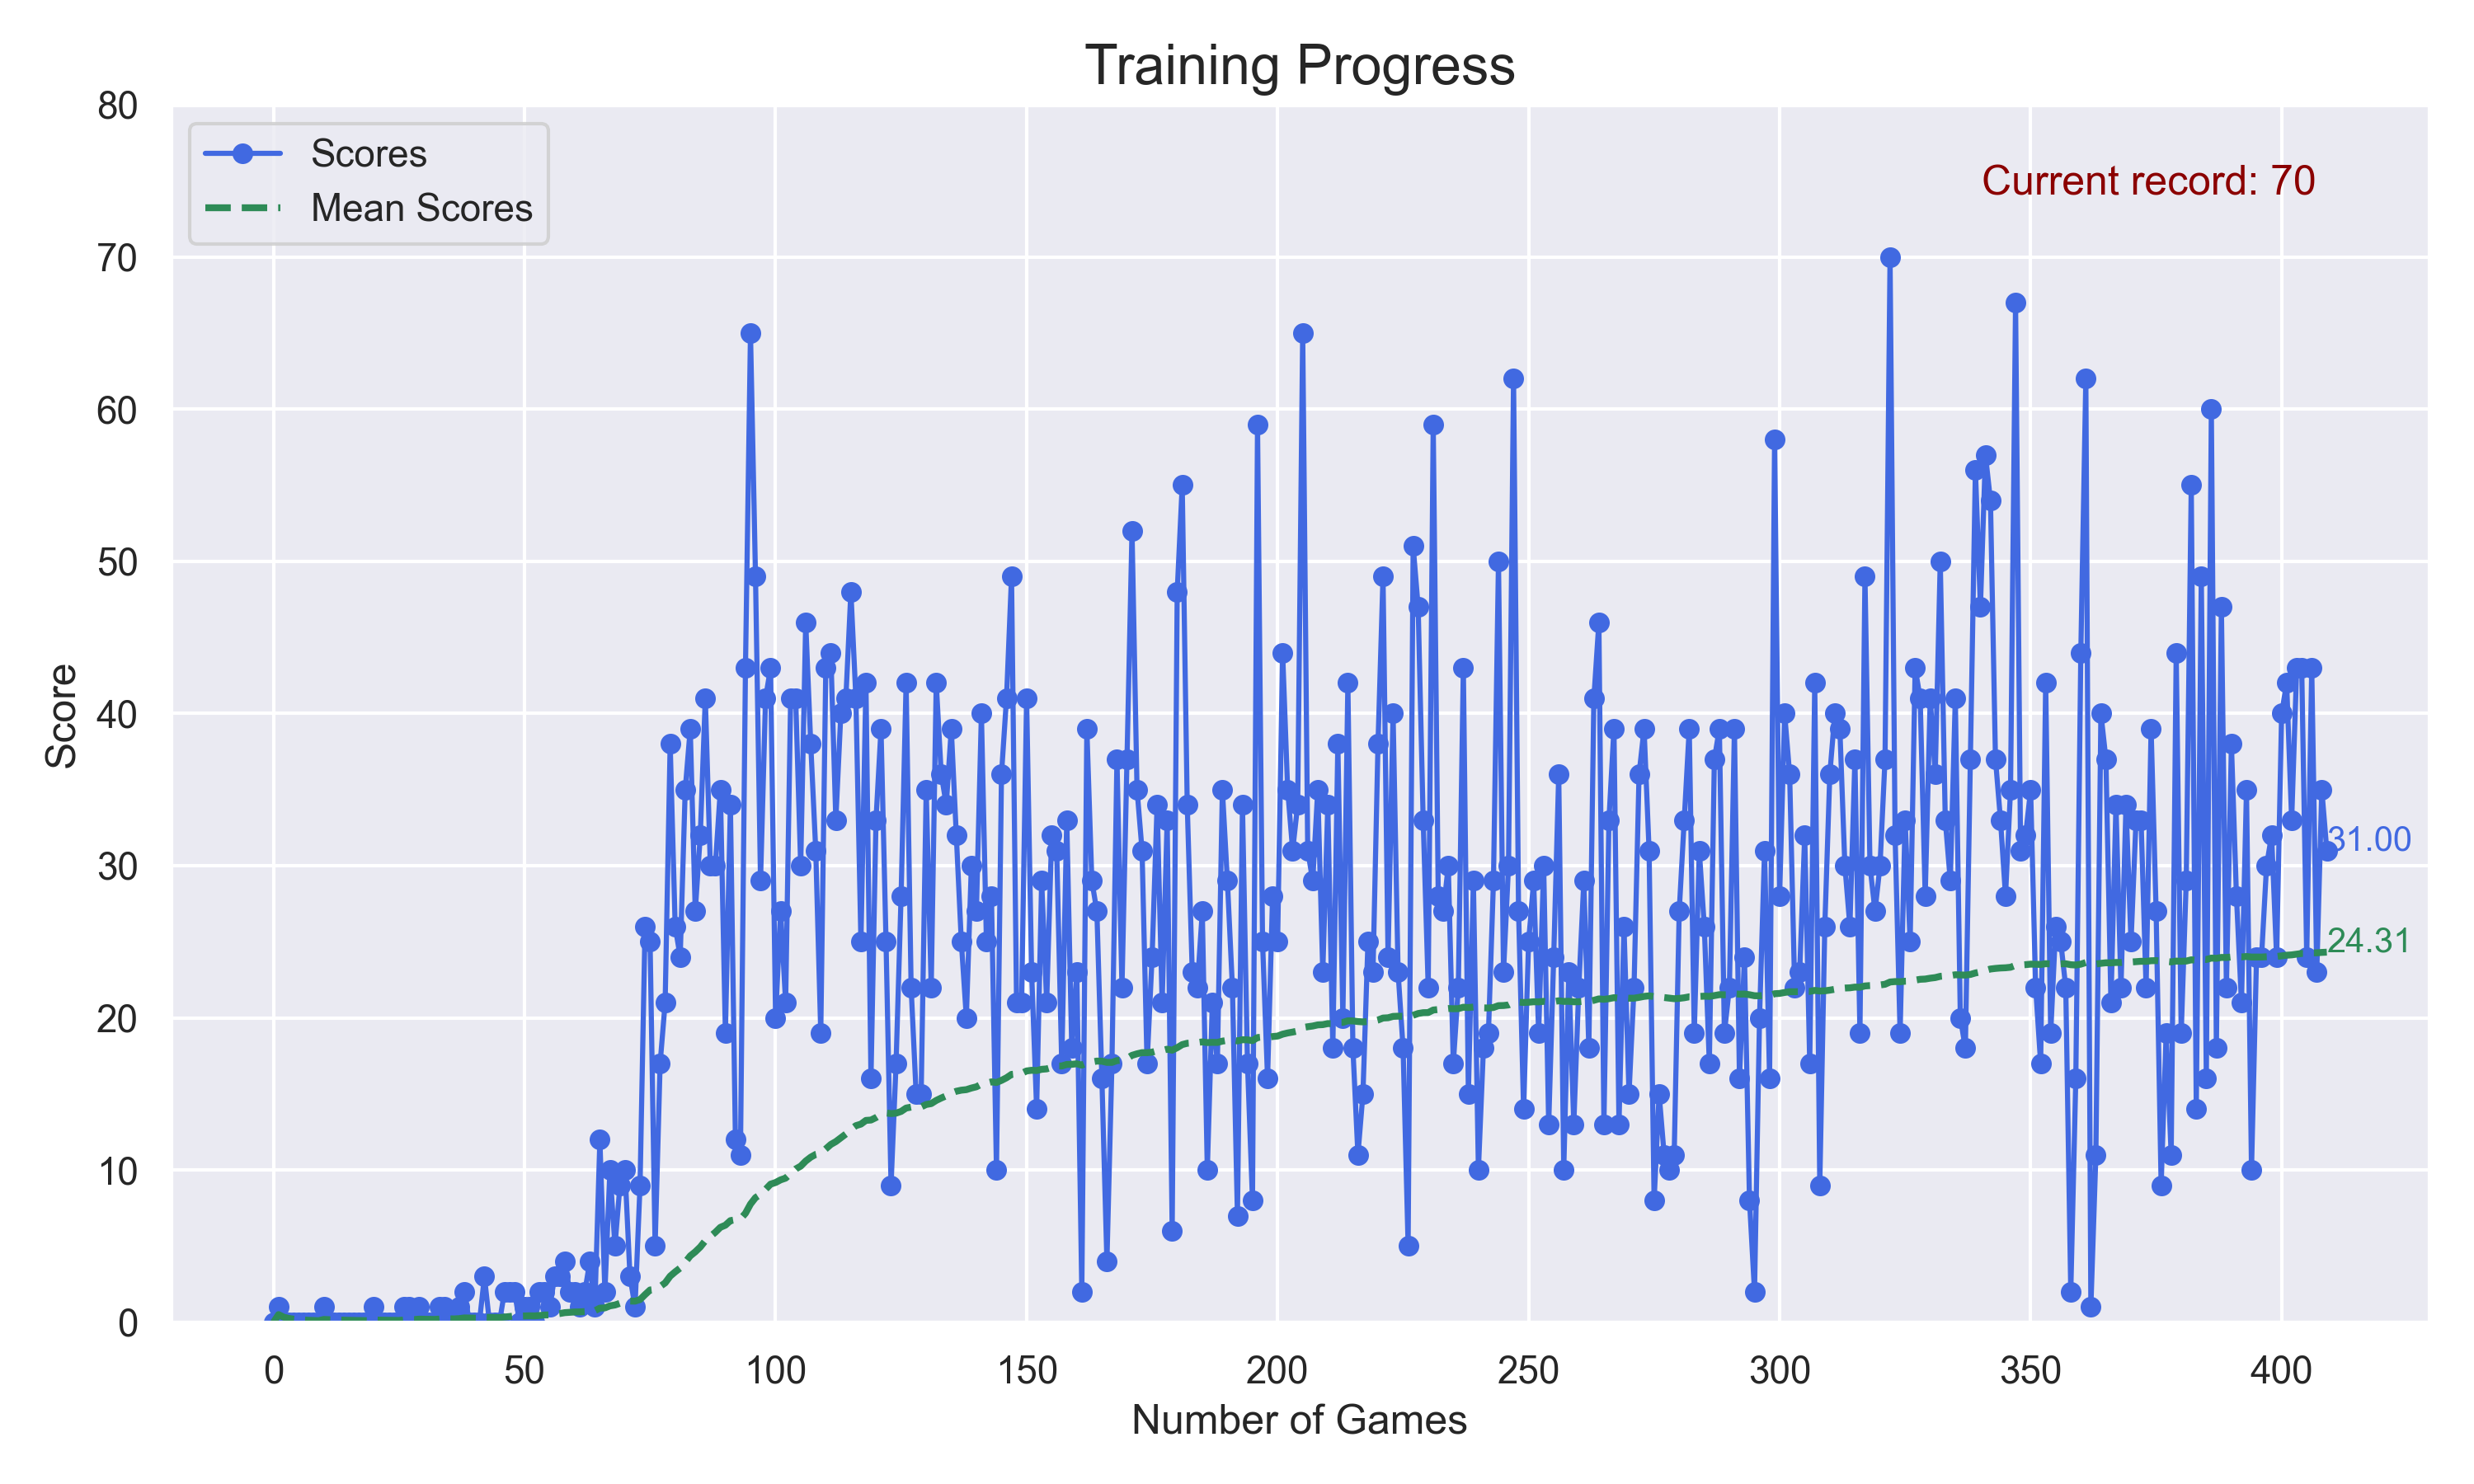 Training Progress
80
70
60
50
40
30
20
10
0
Score
Scores
Mean Scores
Current record: 70
31.00
24.31
0 50 100 150 200 250 300 350 400
Number of Games